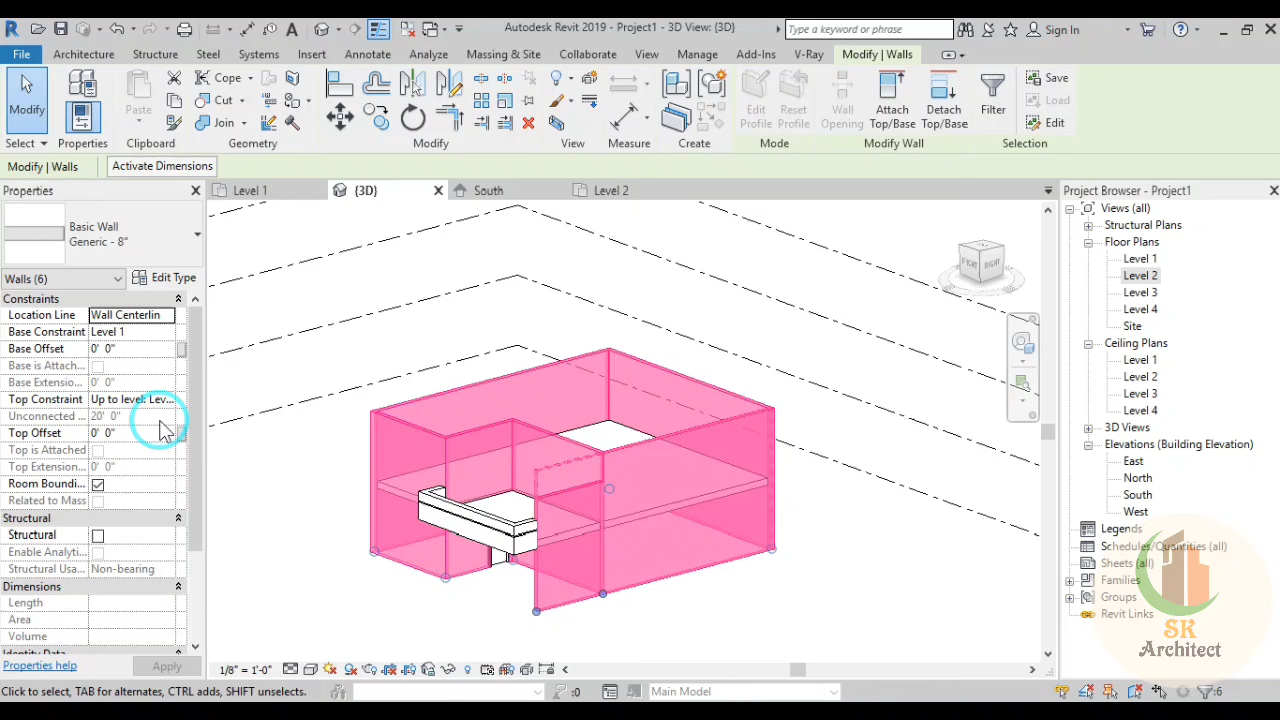 Autodesk Revit 2019 - Project1 - 3D View: {3D}
Type a keyword or phrase
Sign In
File Architecture Structure Steel Systems Insert Annotate Analyze Massing & Site Collaborate View Manage Add-Ins V-Ray Modify | Walls
Modify
Paste
Cope
Cut
Join
Edit Profile
Reset Profile
Wall Opening
Attach Top/Base
Detach Top/Base
Filter
Save
Load
Edit
Select Properties Clipboard Geometry Modify View Measure Create Mode Modify Wall Selection
Modify | Walls Activate Dimensions
Properties
Level 1 {3D} South Level 2
Project Browser - Project1
Basic Wall
Generic - 8"
Walls (6) Edit Type
Constraints
Location Line Wall Centerlin
Base Constraint Level 1
Base Offset 0' 0"
Base is Attach...
Base Extensio... 0' 0"
Top Constraint Up to level: Lev...
Unconnected ... 20' 0"
Top Offset 0' 0"
Top is Attached
Top Extension... 0' 0"
Room Boundi...
Related to Mass
Structural
Structural
Enable Analyti...
Structural Usa... Non-bearing
Dimensions
Length
Area
Volume
Identity Data
Properties help Apply
FRONT RIGHT
Views (all)
Structural Plans
Floor Plans
Level 1
Level 2
Level 3
Level 4
Site
Ceiling Plans
Level 1
Level 2
Level 3
Level 4
3D Views
Elevations (Building Elevation)
East
North
South
West
Legends
Schedules/Quantities (all)
Sheets (all)
Families
Groups
Revit Links
SK
Architect
1/8" = 1'-0"
Click to select, TAB for alternates, CTRL adds, SHIFT unselects.
:0
Main Model
:6